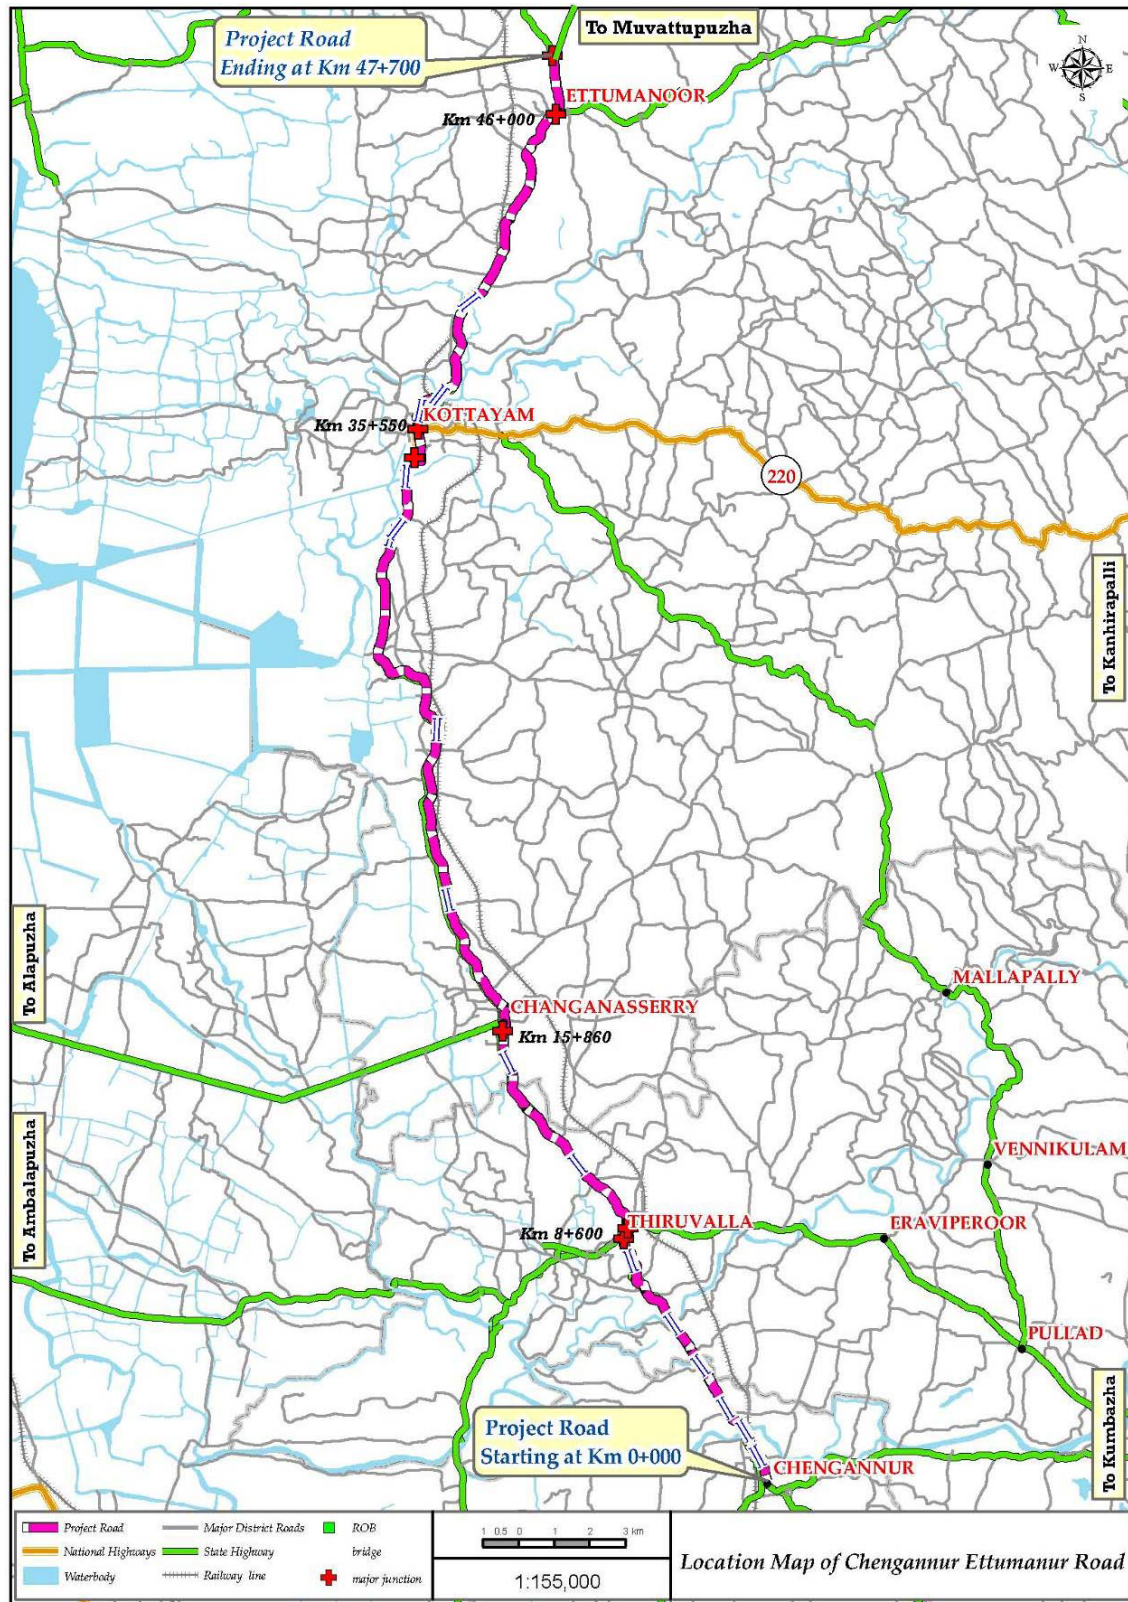 To Muvattupuzha
Project Road
Ending at Km 47+700
N
W E
S
ETTUMANOOR
Km 46+000
KOTTAYAM
Km 35+550
220
To Kanhirapalli
To Alapuzha
MALLAPALLY
CHANGANASSERRY
Km 15+860
To Ambalapuzha
VENNIKULAM
THIRUVALLA
ERAVIPEROOR
Km 8+600
PULLAD
To Kumbazha
Project Road
Starting at Km 0+000
CHENGANNUR
Project Road
Major District Roads
ROB
National Highways
State Highway
bridge
Waterbody
Railway line
major junction
1 0.5 0 1 2 3 km
1:155,000
Location Map of Chengannur Ettumanur Road